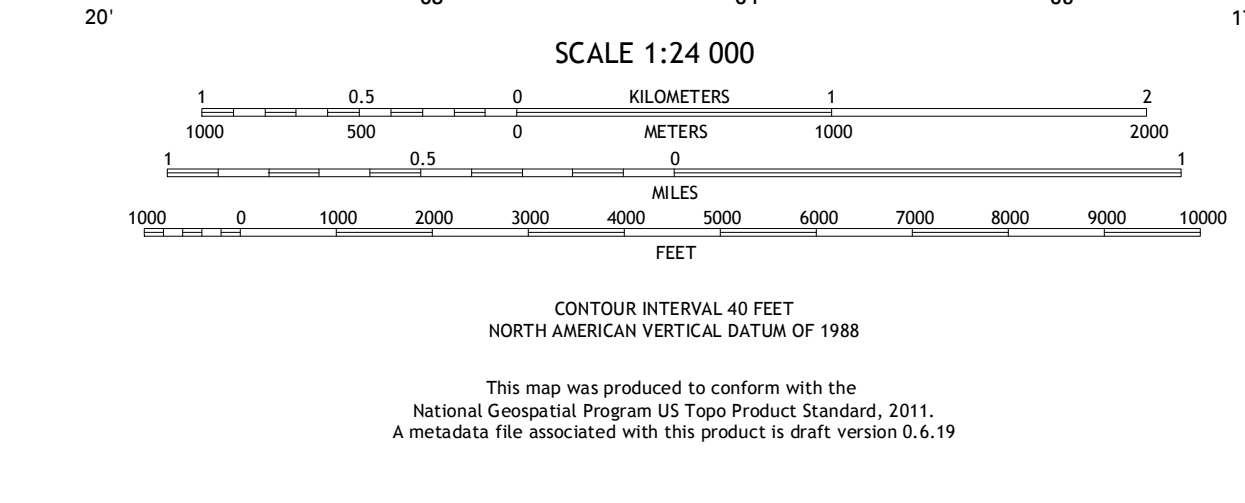 20'
SCALE 1:24 000
1 0.5 0 KILOMETERS 1 2
1000 500 0 METERS 1000 2000
1 0.5 0 1
MILES
1000 0 1000 2000 3000 4000 5000 6000 7000 8000 9000 10000
FEET
CONTOUR INTERVAL 40 FEET
NORTH AMERICAN VERTICAL DATUM OF 1988
This map was produced to conform with the
National Geospatial Program US Topo Product Standard, 2011.
A metadata file associated with this product is draft version 0.6.19